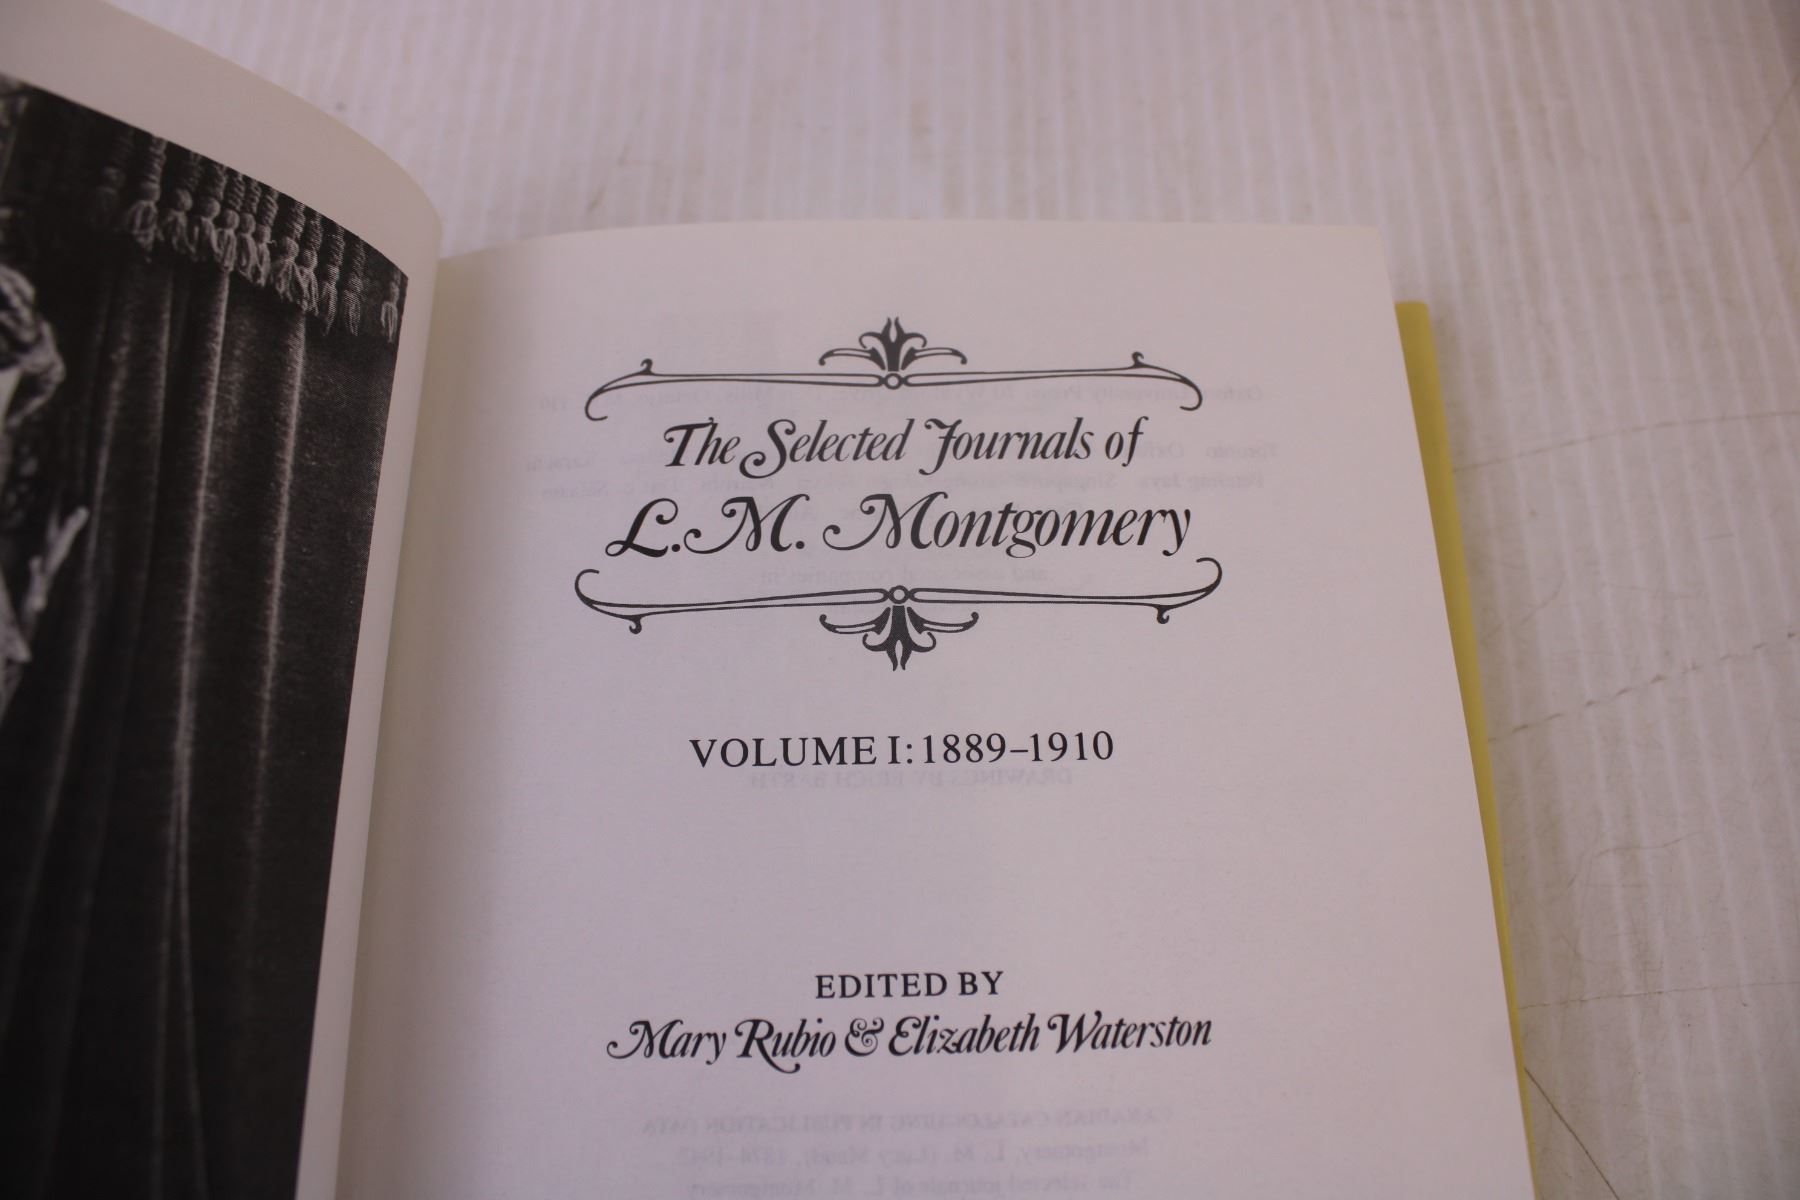 The Selected Journals of
L.M. Montgomery
VOLUME I: 1889–1910
EDITED BY
Mary Rubio & Elizabeth Waterston